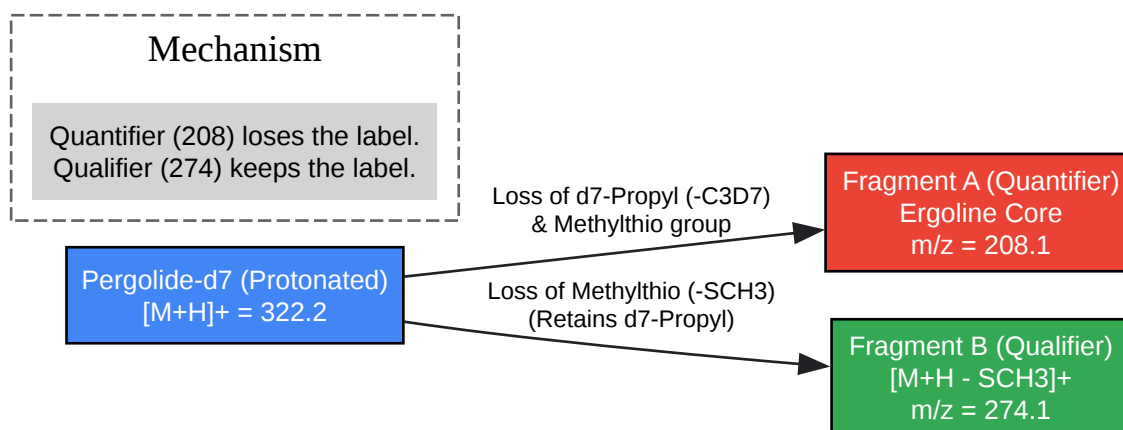 Mechanism
Quantifier (208) loses the label.
Qualifier (274) keeps the label.
Pergolide-d7 (Protonated)
[M+H]+ = 322.2
Loss of d7-Propyl (-C3D7)
& Methylthio group
Loss of Methylthio (-SCH3)
(Retains d7-Propyl)
Fragment A (Quantifier)
Ergoline Core
m/z = 208.1
Fragment B (Qualifier)
[M+H - SCH3]+
m/z = 274.1